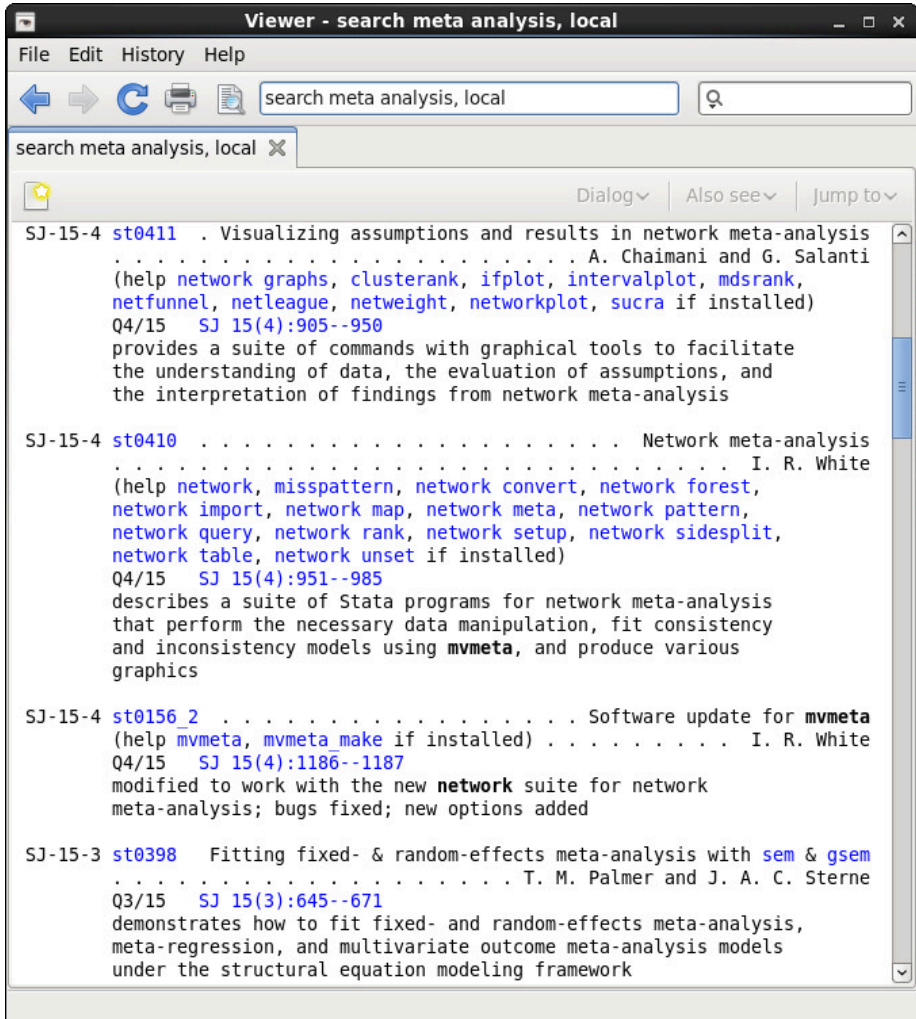 Viewer - search meta analysis, local
File Edit History Help
search meta analysis, local
search meta analysis, local
Dialog Also see Jump to
SJ-15-4 st0411 . Visualizing assumptions and results in network meta-analysis
. . . . . . . . . . . . . . . . . . . . . . . . . . A. Chaimani and G. Salanti
(help network graphs, clusterank, ifplot, intervalplot, mdsrank,
netfunnel, netleague, netweight, networkplot, sucra if installed)
Q4/15 SJ 15(4):905--950
provides a suite of commands with graphical tools to facilitate
the understanding of data, the evaluation of assumptions, and
the interpretation of findings from network meta-analysis
SJ-15-4 st0410 . . . . . . . . . . . . . . . . . . . . . . . . Network meta-analysis
. . . . . . . . . . . . . . . . . . . . . . . . . . . . . . . . . . . I. R. White
(help network, misspattern, network convert, network forest,
network import, network map, network meta, network pattern,
network query, network rank, network setup, network sidesplit,
network table, network unset if installed)
Q4/15 SJ 15(4):951--985
describes a suite of Stata programs for network meta-analysis
that perform the necessary data manipulation, fit consistency
and inconsistency models using mvmeta, and produce various
graphics
SJ-15-4 st0156_2 . . . . . . . . . . . . . . . . . . . . Software update for mvmeta
(help mvmeta, mvmeta_make if installed) . . . . . . . . . . I. R. White
Q4/15 SJ 15(4):1186--1187
modified to work with the new network suite for network
meta-analysis; bugs fixed; new options added
SJ-15-3 st0398 Fitting fixed- & random-effects meta-analysis with sem & gsem
. . . . . . . . . . . . . . . . . . . . . . . T. M. Palmer and J. A. C. Sterne
Q3/15 SJ 15(3):645--671
demonstrates how to fit fixed- and random-effects meta-analysis,
meta-regression, and multivariate outcome meta-analysis models
under the structural equation modeling framework